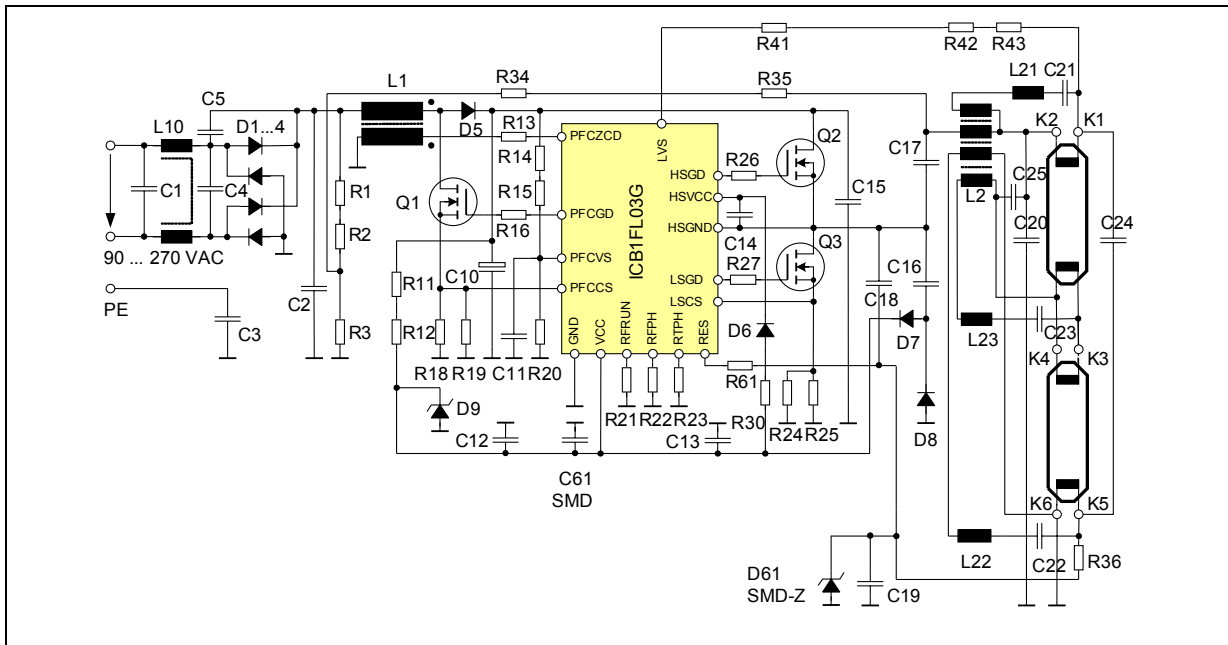 R41
R42
R43
R34
R35
L21
C21
L1
C5
L10
D1...4
D5
R13
PFCZCD
LVS
Q2
K2
K1
R14
R26
HSGD
C17
C1
C4
R1
R15
HSVCC
C15
C25
L2
Q1
C14
C20
C24
R2
R16
PFCGD
HSGND
Q3
90 ... 270 VAC
ICB1FL03G
R27
PFCVS
LSGD
C16
R11
C10
C18
C2
PFCCS
LSCS
PE
D6
D7
C3
R3
R12
GND
VCC
RFRUN
RFPH
RTPH
RES
L23
C23
K4
K3
R18
R19
C11
R20
R61
R21
R22
R23
R30
R24
R25
D8
D9
C12
C13
C61
SMD
K6
K5
L22
C22
R36
D61
SMD-Z
C19